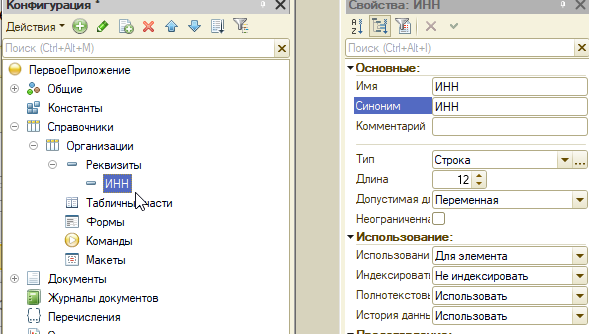 Конфигурация *
Действия
Поиск (Ctrl+Alt+M)
ПервоеПриложение
Общие
Константы
Справочники
Организации
Реквизиты
ИНН
Табличные части
Формы
Команды
Макеты
Документы
Журналы документов
Перечисления
Свойства: ИНН
Поиск (Ctrl+Alt+I)
Основные:
Имя ИНН
Синоним ИНН
Комментарий
Тип Строка ...
Длина 12
Допустимая д Переменная
Неограниченна
Использование:
Использовани Для элемента
Индексироват Не индексировать
Полнотекстов Использовать
История даннь Использовать